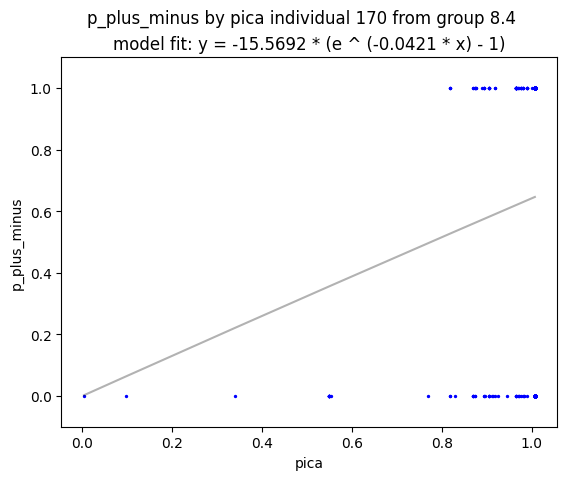 p_plus_minus by pica individual 170 from group 8.4
model fit: y = -15.5692 * (e ^ (-0.0421 * x) - 1)
1.0
0.8
0.6
0.4
0.2
0.0
p_plus_minus
0.0 0.2 0.4 0.6 0.8 1.0
pica